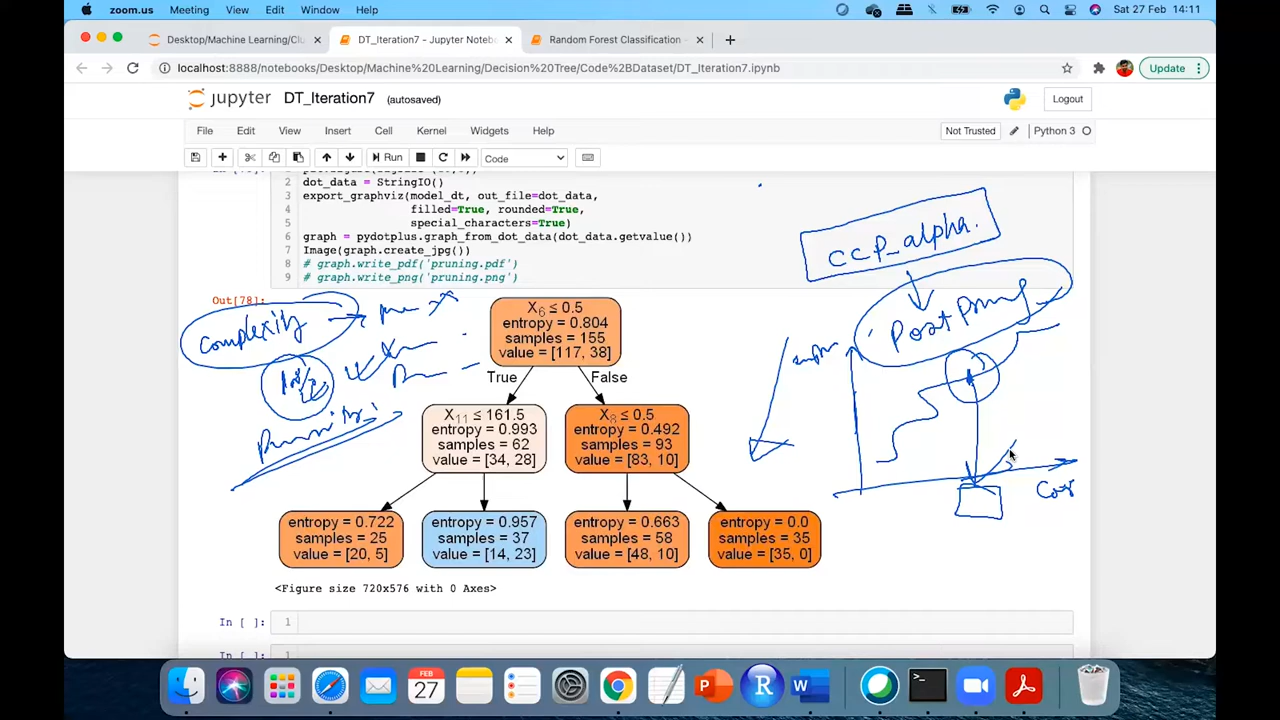 zoom.us Meeting View Edit Window Help Sat 27 Feb 14:11
Desktop/Machine Learning/Clu DT_Iteration7 - Jupyter Notebo Random Forest Classification -
localhost:8888/notebooks/Desktop/Machine%20Learning/Decision%20Tree/Code%2BDataset/DT_Iteration7.ipynb Update
jupyter DT_Iteration7 (autosaved) Logout
File Edit View Insert Cell Kernel Widgets Help Not Trusted Python 3
Run Code
2 dot_data = StringIO()
3 export_graphviz(model_dt, out_file=dot_data,
4 filled=True, rounded=True,
5 special_characters=True)
6 graph = pydotplus.graph_from_dot_data(dot_data.getvalue())
7 Image(graph.create_jpg())
8 # graph.write_pdf('pruning.pdf')
9 # graph.write_png('pruning.png')
CCP_alpha.
Out[78]:
complexity
X6 ≤ 0.5
entropy = 0.804
samples = 155
value = [117, 38]
True False
X11 ≤ 161.5
entropy = 0.993
samples = 62
value = [34, 28]
X8 ≤ 0.5
entropy = 0.492
samples = 93
value = [83, 10]
entropy = 0.722
samples = 25
value = [20, 5]
entropy = 0.957
samples = 37
value = [14, 23]
entropy = 0.663
samples = 58
value = [48, 10]
entropy = 0.0
samples = 35
value = [35, 0]
<Figure size 720x576 with 0 Axes>
In [ ]: 1
In [ ]: 1
FEB
27